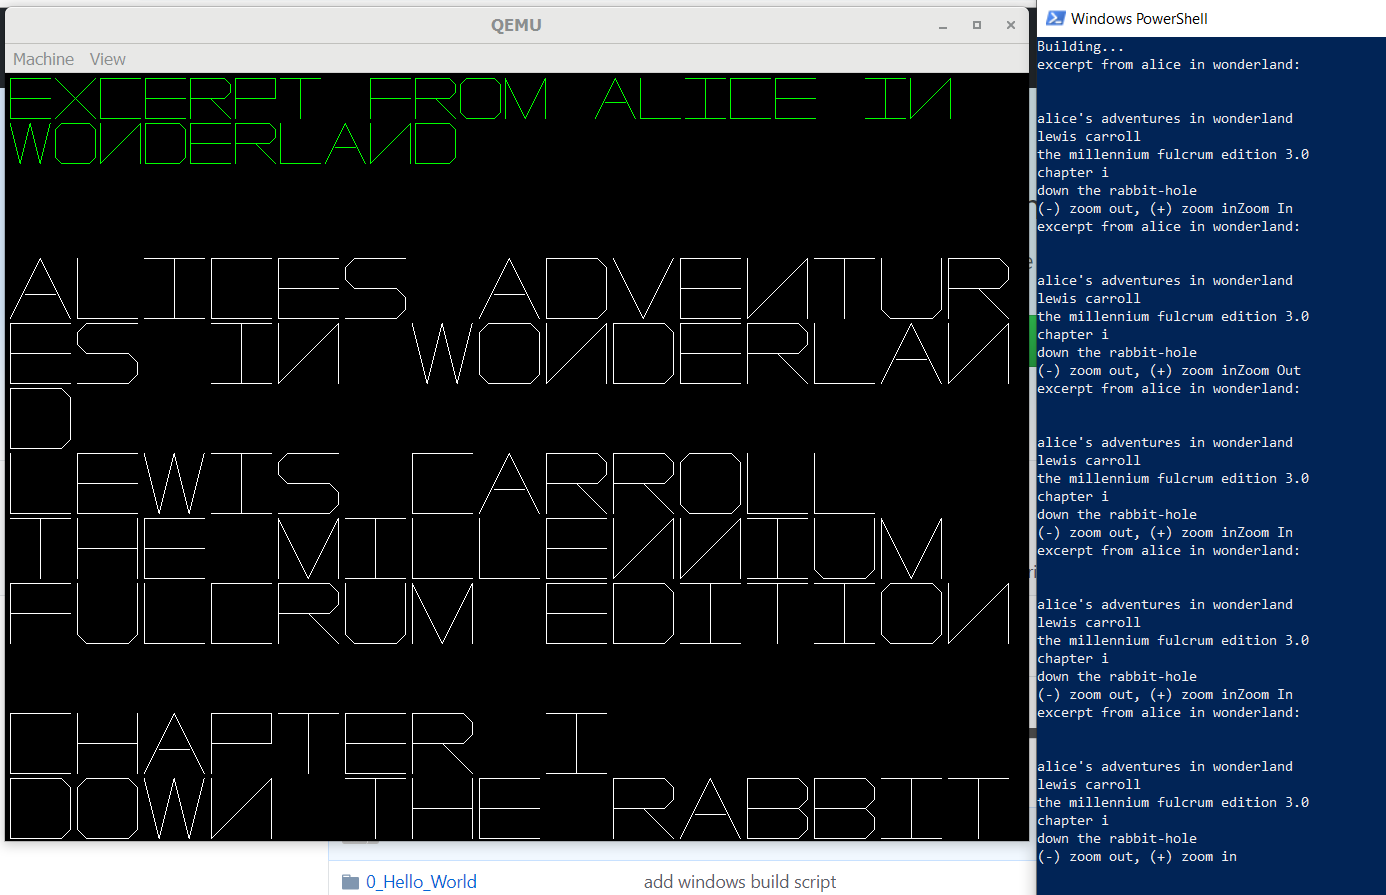 QEMU
Machine View
EXCERPT FROM ALICE IN
WONDERLAND
ALICES ADVENTUR
ES IN WONDERLAN
D
LEWIS CARROLL
THE MILLENNIUM
FULCRUM EDITION
CHAPTER I
DOWN THE RABBIT
0_Hello_World add windows build script
Windows PowerShell
Building...
excerpt from alice in wonderland:
alice's adventures in wonderland
lewis carroll
the millennium fulcrum edition 3.0
chapter i
down the rabbit-hole
(-) zoom out, (+) zoom inZoom In
excerpt from alice in wonderland:
alice's adventures in wonderland
lewis carroll
the millennium fulcrum edition 3.0
chapter i
down the rabbit-hole
(-) zoom out, (+) zoom inZoom Out
excerpt from alice in wonderland:
alice's adventures in wonderland
lewis carroll
the millennium fulcrum edition 3.0
chapter i
down the rabbit-hole
(-) zoom out, (+) zoom inZoom In
excerpt from alice in wonderland:
alice's adventures in wonderland
lewis carroll
the millennium fulcrum edition 3.0
chapter i
down the rabbit-hole
(-) zoom out, (+) zoom inZoom In
excerpt from alice in wonderland:
alice's adventures in wonderland
lewis carroll
the millennium fulcrum edition 3.0
chapter i
down the rabbit-hole
(-) zoom out, (+) zoom in